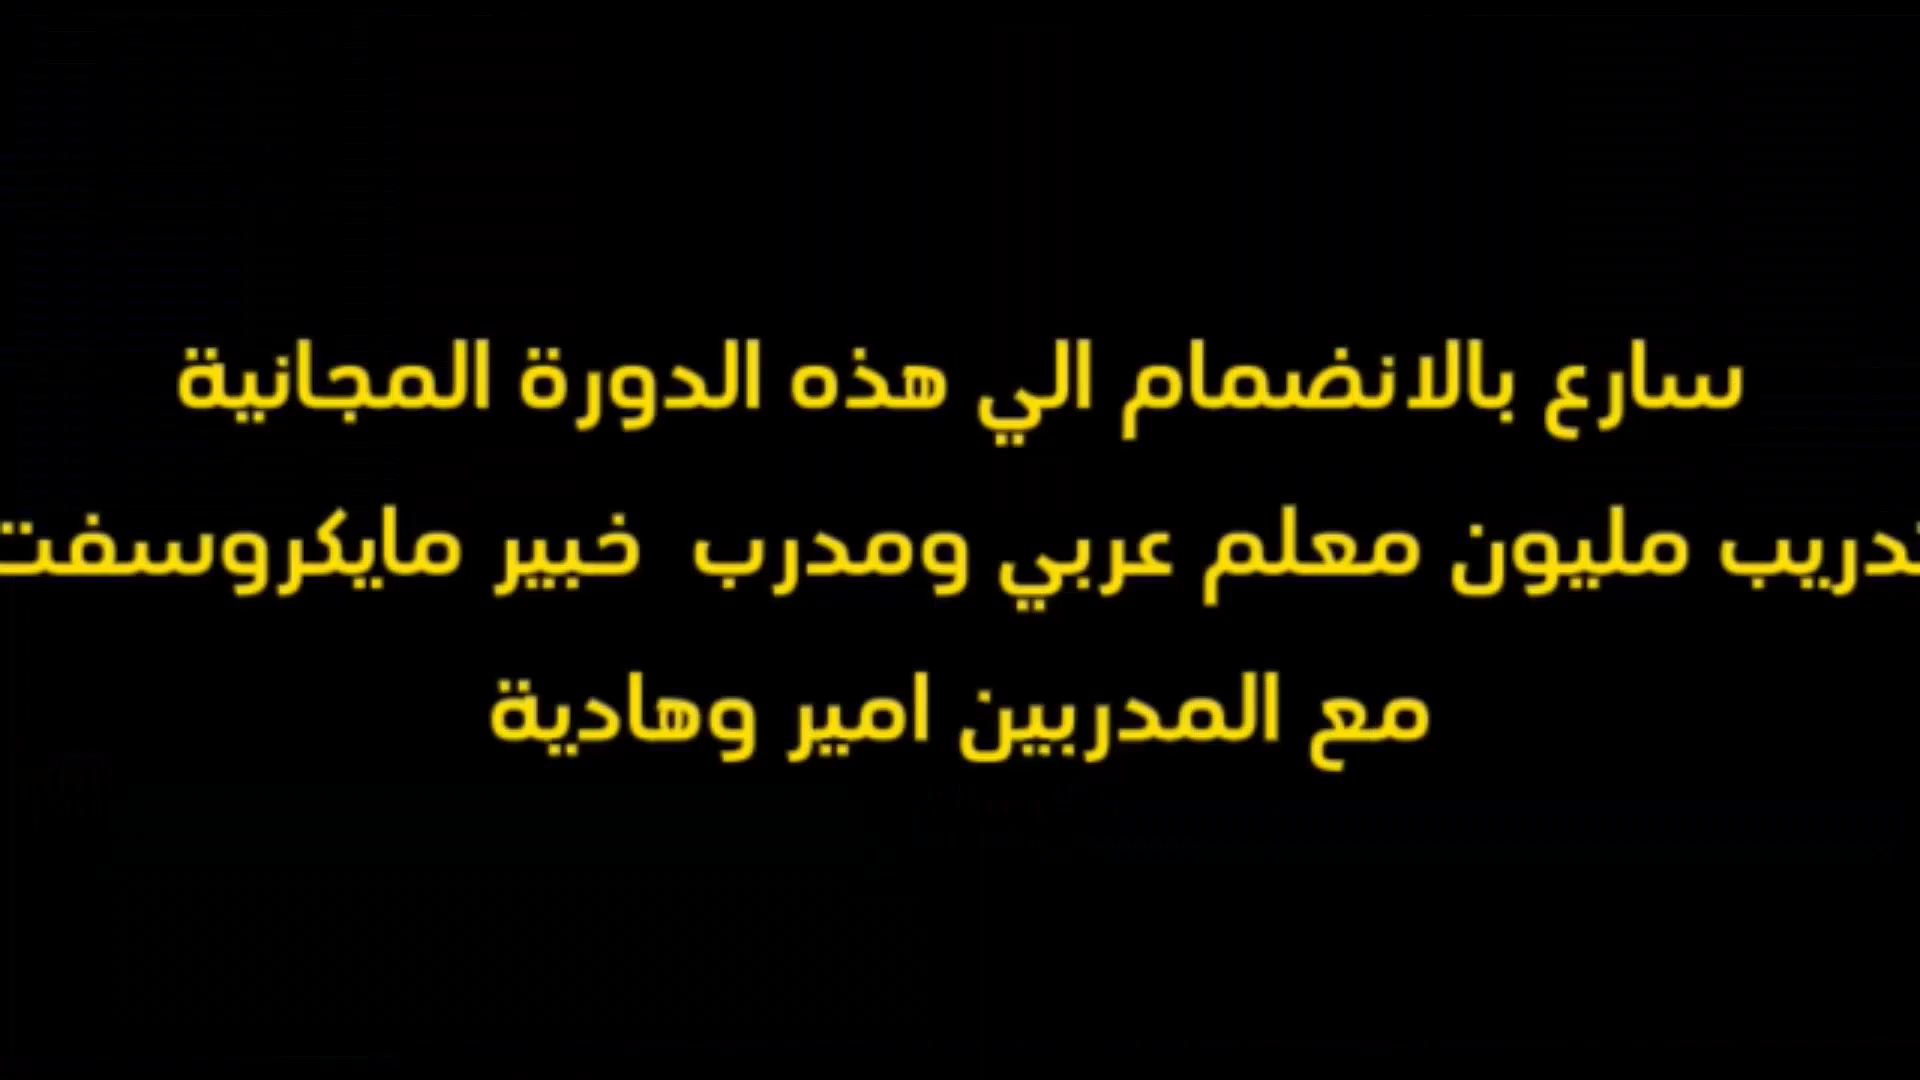 سارع بالانضمام الي هذه الدورة المجانية
تدريب مليون معلم عربي ومدرب خبير مايكروسفت
مع المدربين امير وهادية